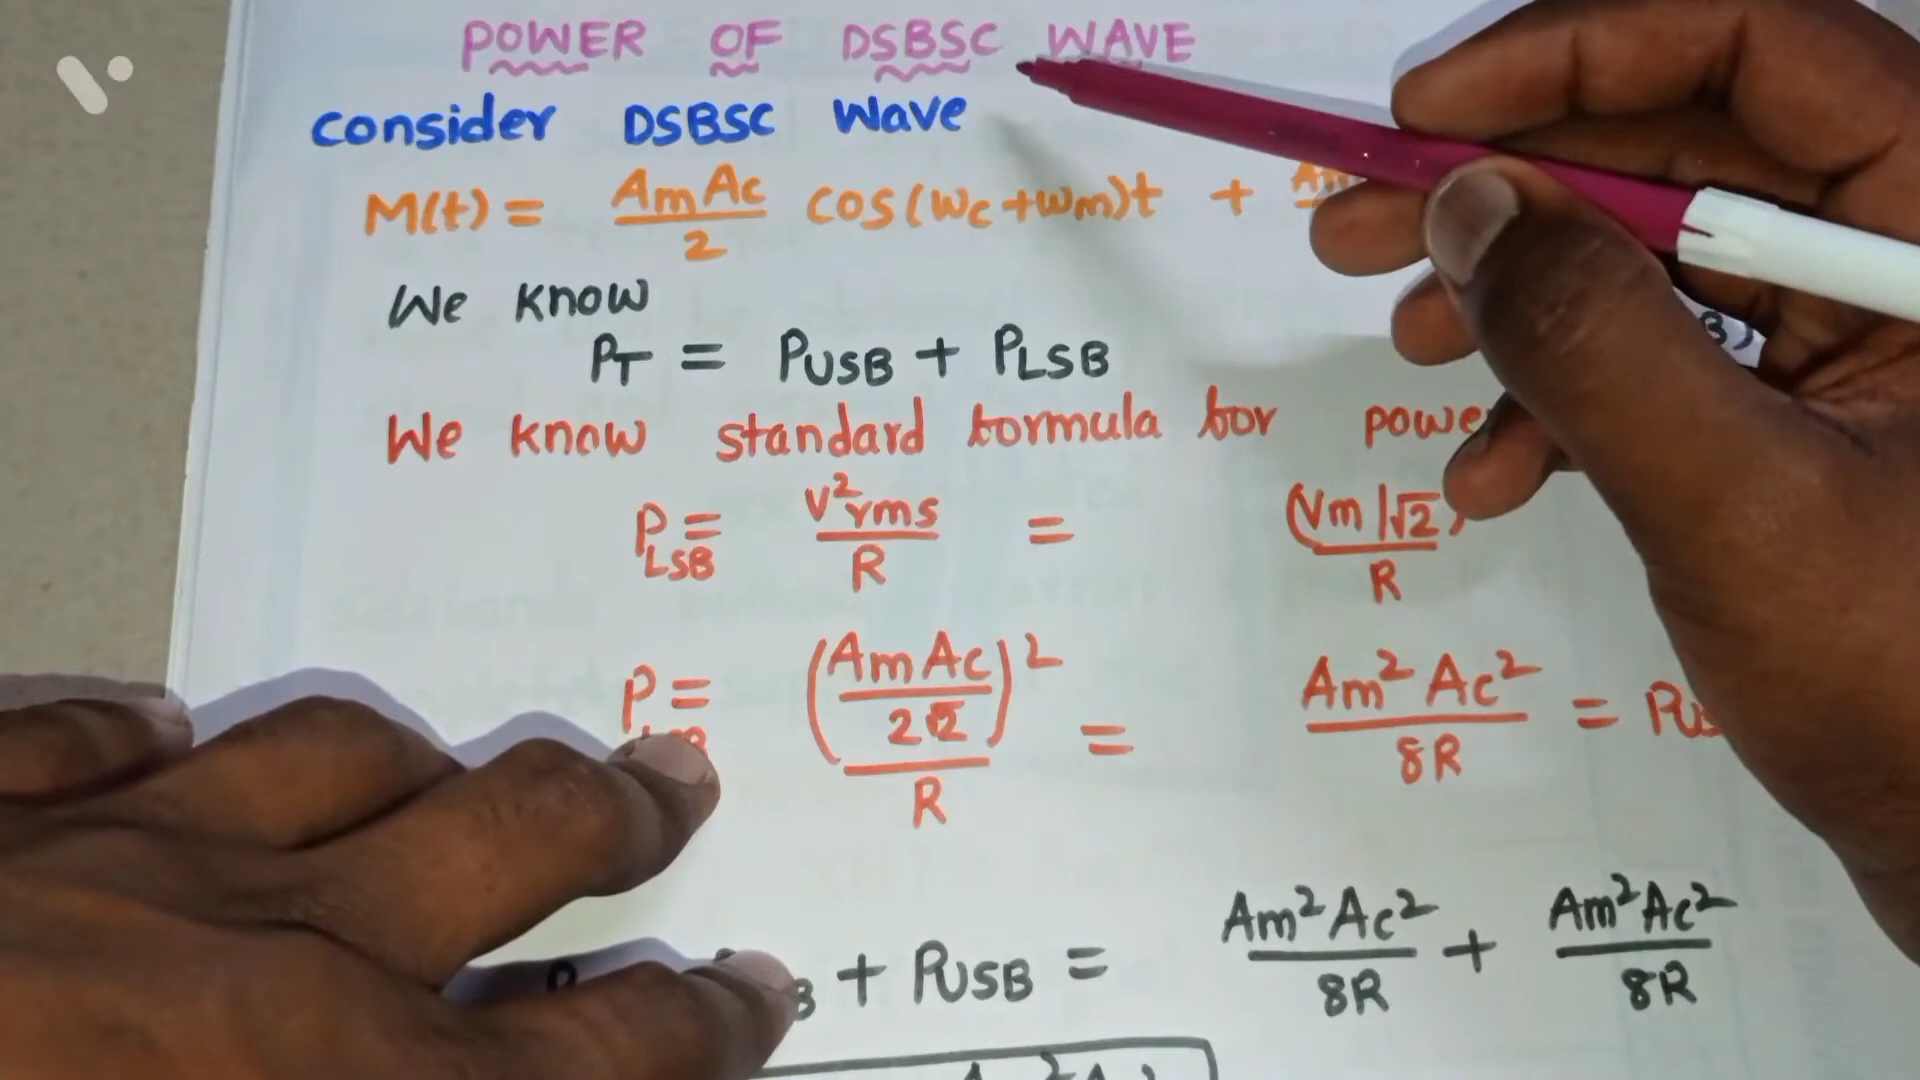 POWER OF DSBSC WAVE
Consider DSBSC Wave
M(t) = AmAc/2 cos(wc+wm)t +
We know
PT = PUSB + PLSB
We know standard formula for
PLSB = V²rms/R = (Vm/√2)/R
P = (AmAc/2√2)²/R = Am²Ac²/8R =
+ PUSB = Am²Ac²/8R + Am²Ac²/8R